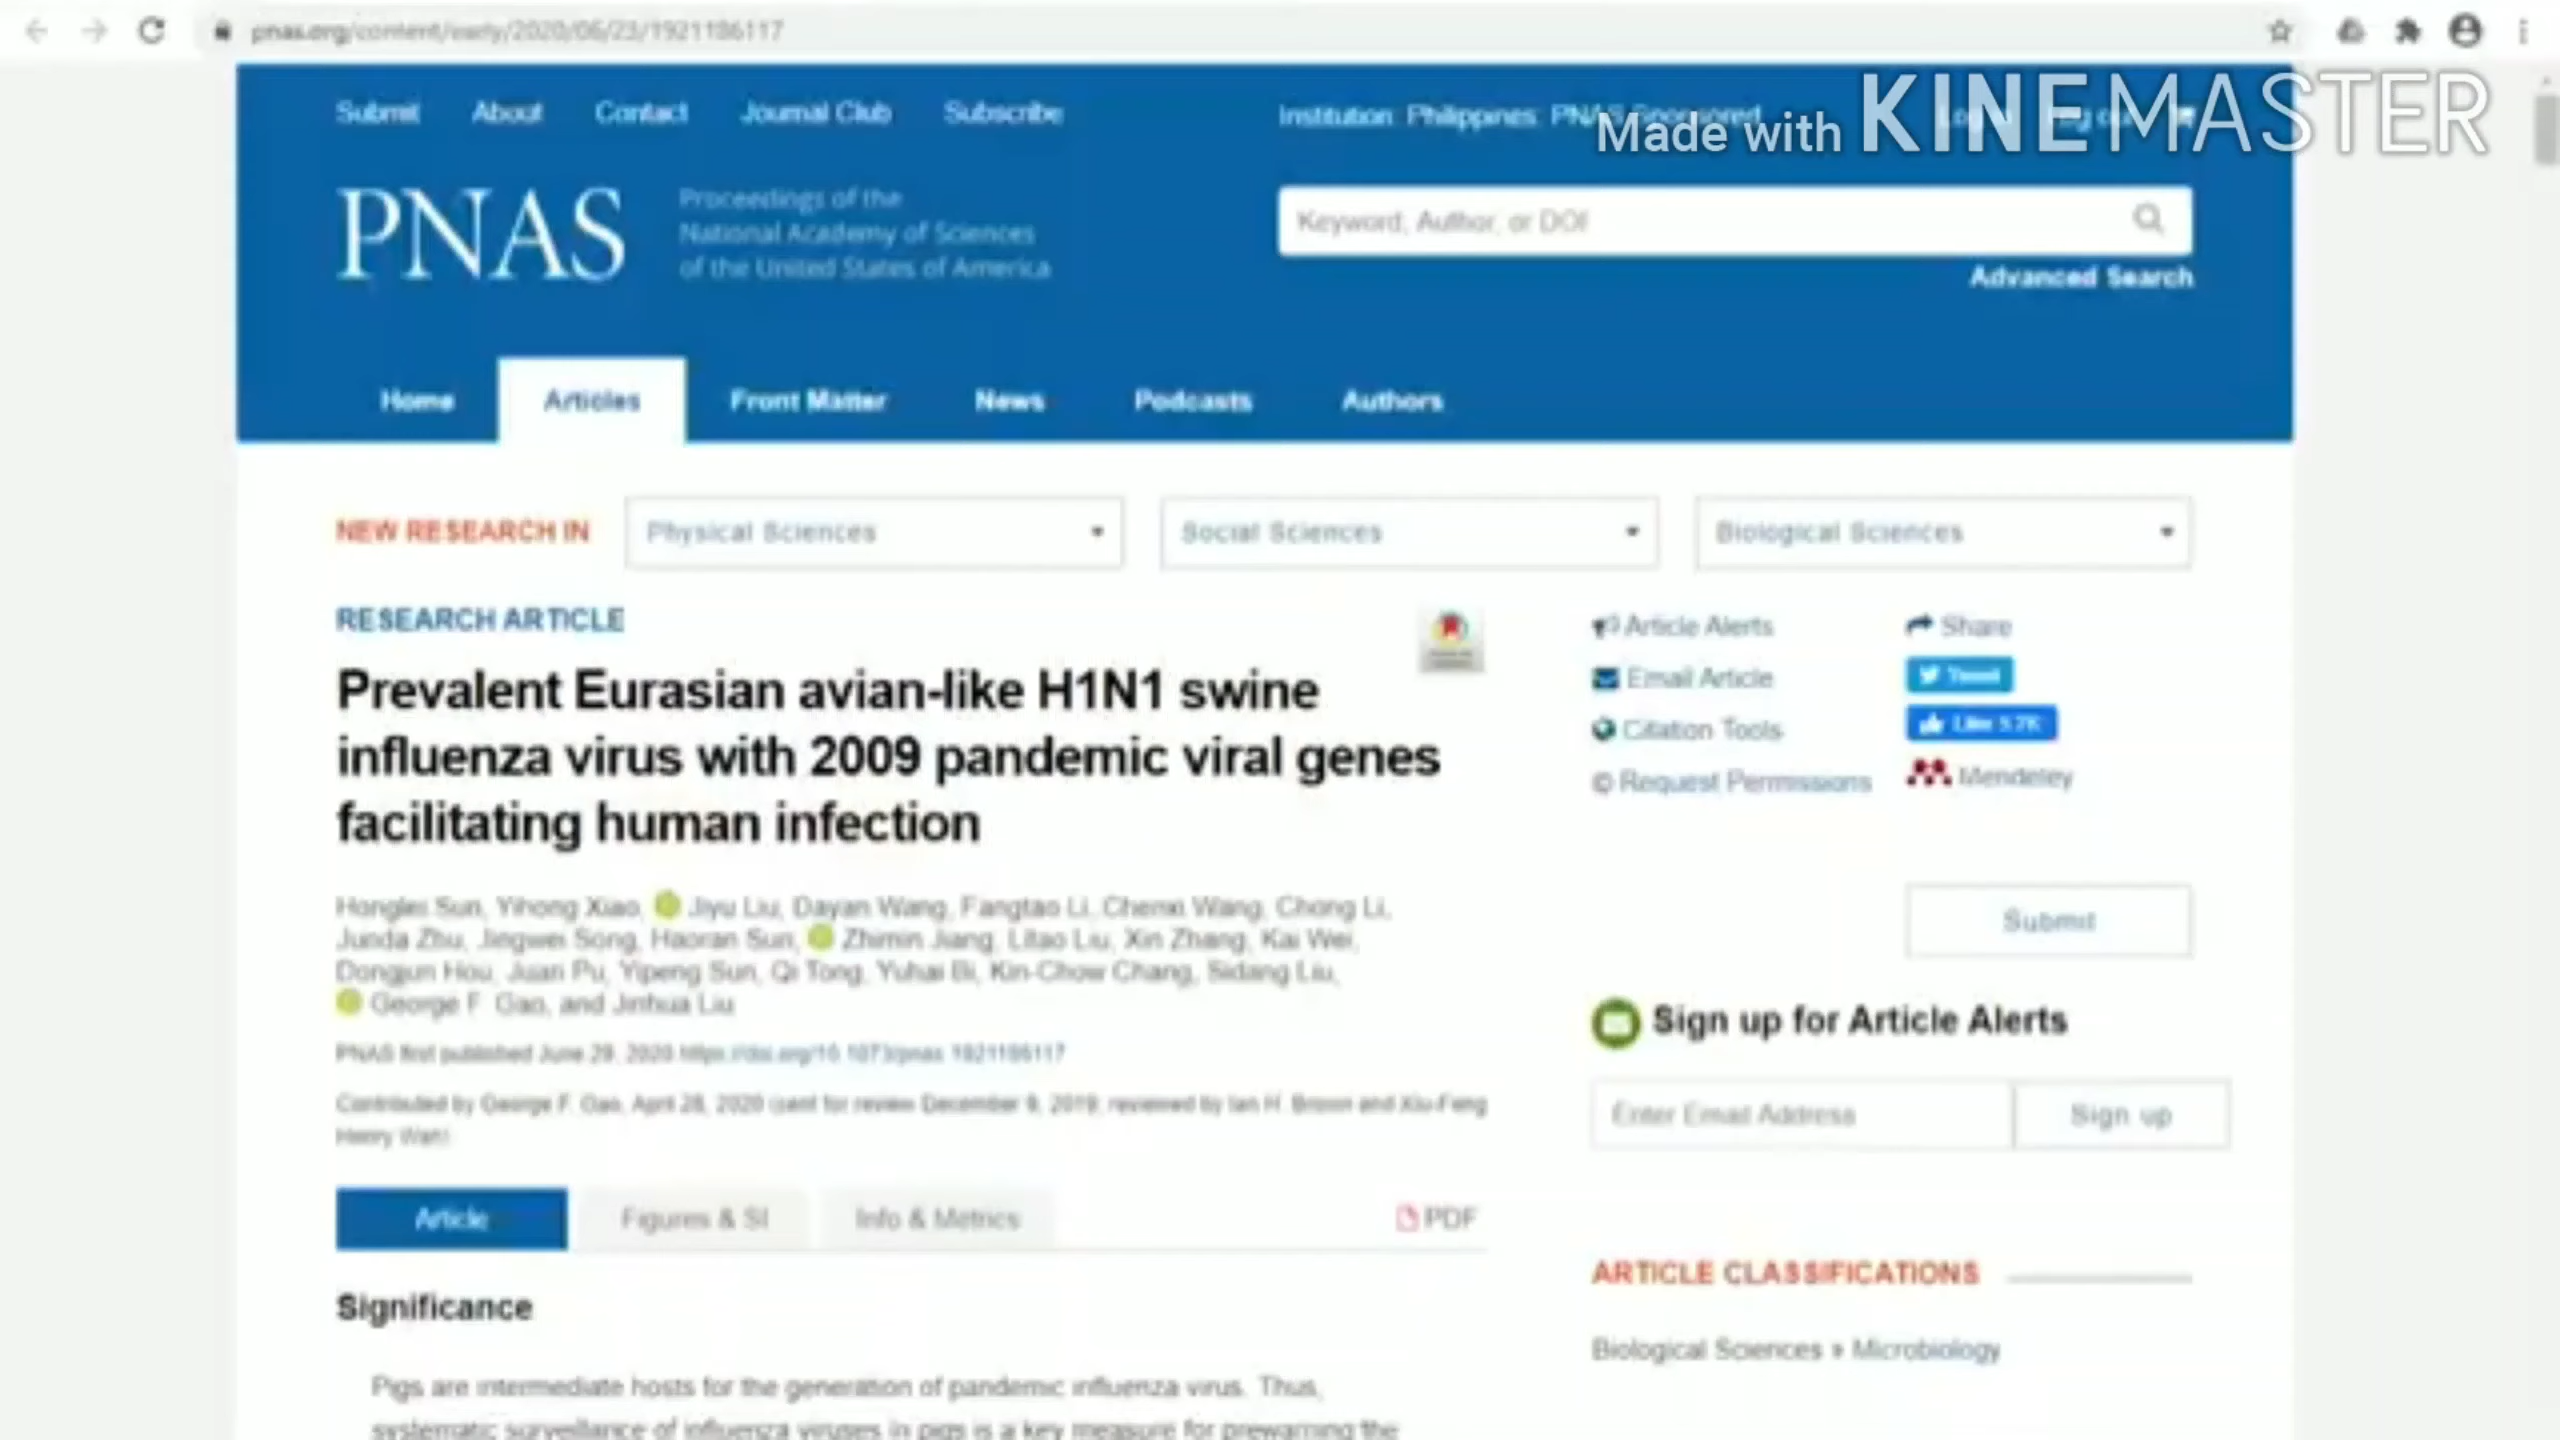 pnas.org/content/early/2020/06/23/1921186117
Submit About Contact Journal Club Subscribe
Institution: Philippines: PNAS Sponsored
Made with KINEMASTER
PNAS
Proceedings of the
National Academy of Sciences
of the United States of America
Keyword, Author, or DOI
Advanced Search
Home Articles Front Matter News Podcasts Authors
NEW RESEARCH IN Physical Sciences Social Sciences Biological Sciences
RESEARCH ARTICLE
Prevalent Eurasian avian-like H1N1 swine
influenza virus with 2009 pandemic viral genes
facilitating human infection
Honglei Sun, Yihong Xiao, Jiyu Liu, Dayan Wang, Fangtao Li, Chenxi Wang, Chong Li,
Junda Zhu, Jingwei Song, Haoran Sun, Zhimin Jiang, Litao Liu, Xin Zhang, Kai Wei,
Dongjun Hou, Juan Pu, Yipeng Sun, Qi Tong, Yuhai Bi, Kin-Chow Chang, Sidang Liu,
George F. Gao, and Jinhua Liu
PNAS first published June 29, 2020 https://doi.org/10.1073/pnas.1921186117
Contributed by George F. Gao, April 28, 2020 (sent for review December 9, 2019; reviewed by Ian H. Brown and Xiu-Feng
Henry Wan)
Article Figures & SI Info & Metrics PDF
Significance
Pigs are intermediate hosts for the generation of pandemic influenza virus. Thus,
systematic surveillance of influenza viruses in pigs is a key measure for prewarning the
Article Alerts Share
Email Article Tweet
Citation Tools Like
Request Permissions Mendeley
Submit
Sign up for Article Alerts
Enter Email Address Sign up
ARTICLE CLASSIFICATIONS
Biological Sciences » Microbiology